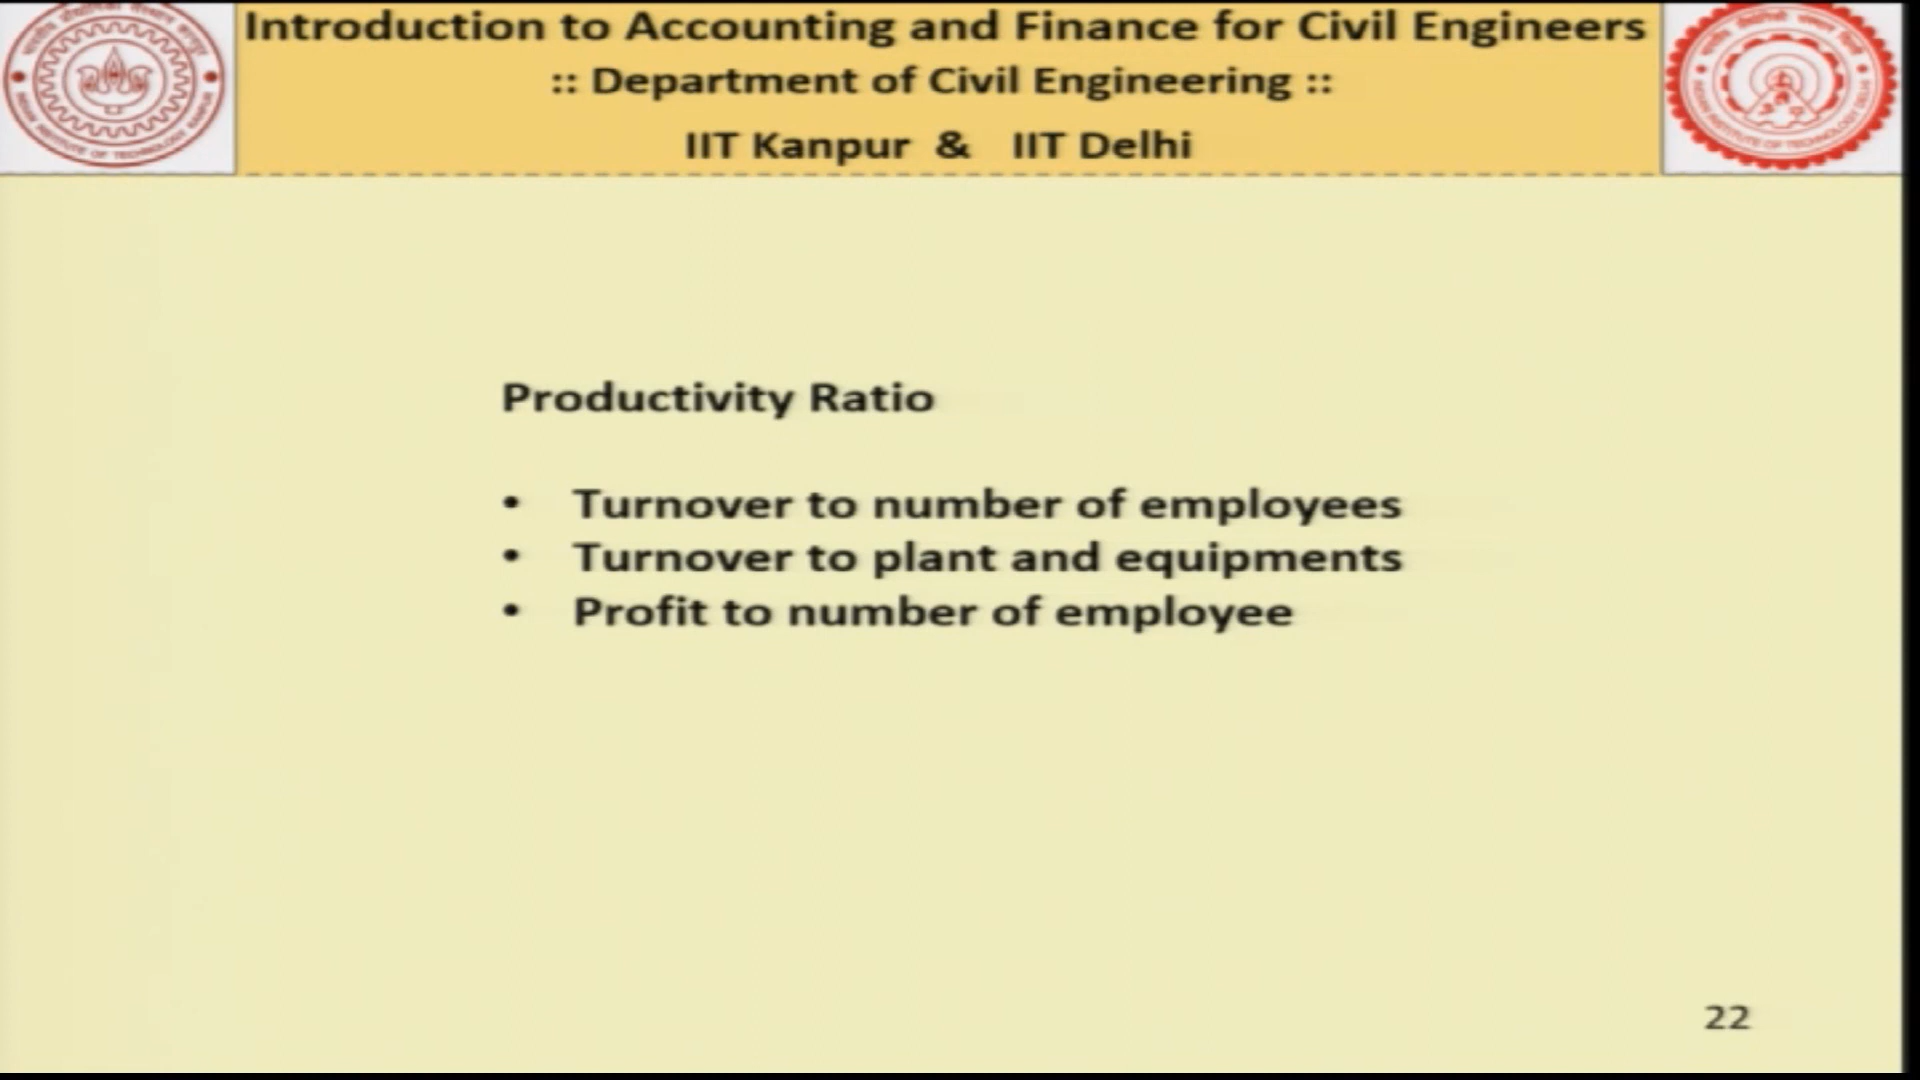 Introduction to Accounting and Finance for Civil Engineers
:: Department of Civil Engineering ::
IIT Kanpur & IIT Delhi
Productivity Ratio
• Turnover to number of employees
• Turnover to plant and equipments
• Profit to number of employee
22